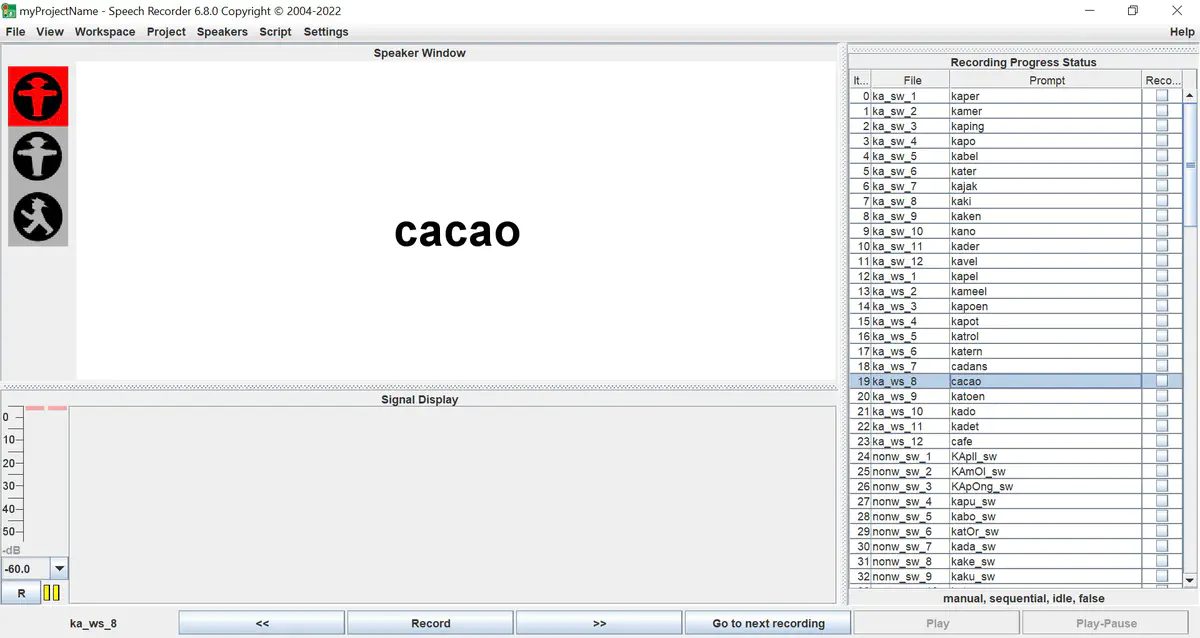 myProjectName - Speech Recorder 6.8.0 Copyright © 2004-2022
File View Workspace Project Speakers Script Settings Help
Speaker Window
cacao
Signal Display
0
10
20
30
40
50
-dB
-60.0
R
Recording Progress Status
It... File Prompt Reco...
0 ka_sw_1 kaper
1 ka_sw_2 kamer
2 ka_sw_3 kaping
3 ka_sw_4 kapo
4 ka_sw_5 kabel
5 ka_sw_6 kater
6 ka_sw_7 kajak
7 ka_sw_8 kaki
8 ka_sw_9 kaken
9 ka_sw_10 kano
10 ka_sw_11 kader
11 ka_sw_12 kavel
12 ka_ws_1 kapel
13 ka_ws_2 kameel
14 ka_ws_3 kapoen
15 ka_ws_4 kapot
16 ka_ws_5 katrol
17 ka_ws_6 katern
18 ka_ws_7 cadans
19 ka_ws_8 cacao
20 ka_ws_9 katoen
21 ka_ws_10 kado
22 ka_ws_11 kadet
23 ka_ws_12 cafe
24 nonw_sw_1 KApIl_sw
25 nonw_sw_2 KAmOl_sw
26 nonw_sw_3 KApOng_sw
27 nonw_sw_4 kapu_sw
28 nonw_sw_5 kabo_sw
29 nonw_sw_6 katOr_sw
30 nonw_sw_7 kada_sw
31 nonw_sw_8 kake_sw
32 nonw_sw_9 kaku_sw
manual, sequential, idle, false
ka_ws_8 << Record >> Go to next recording Play Play-Pause